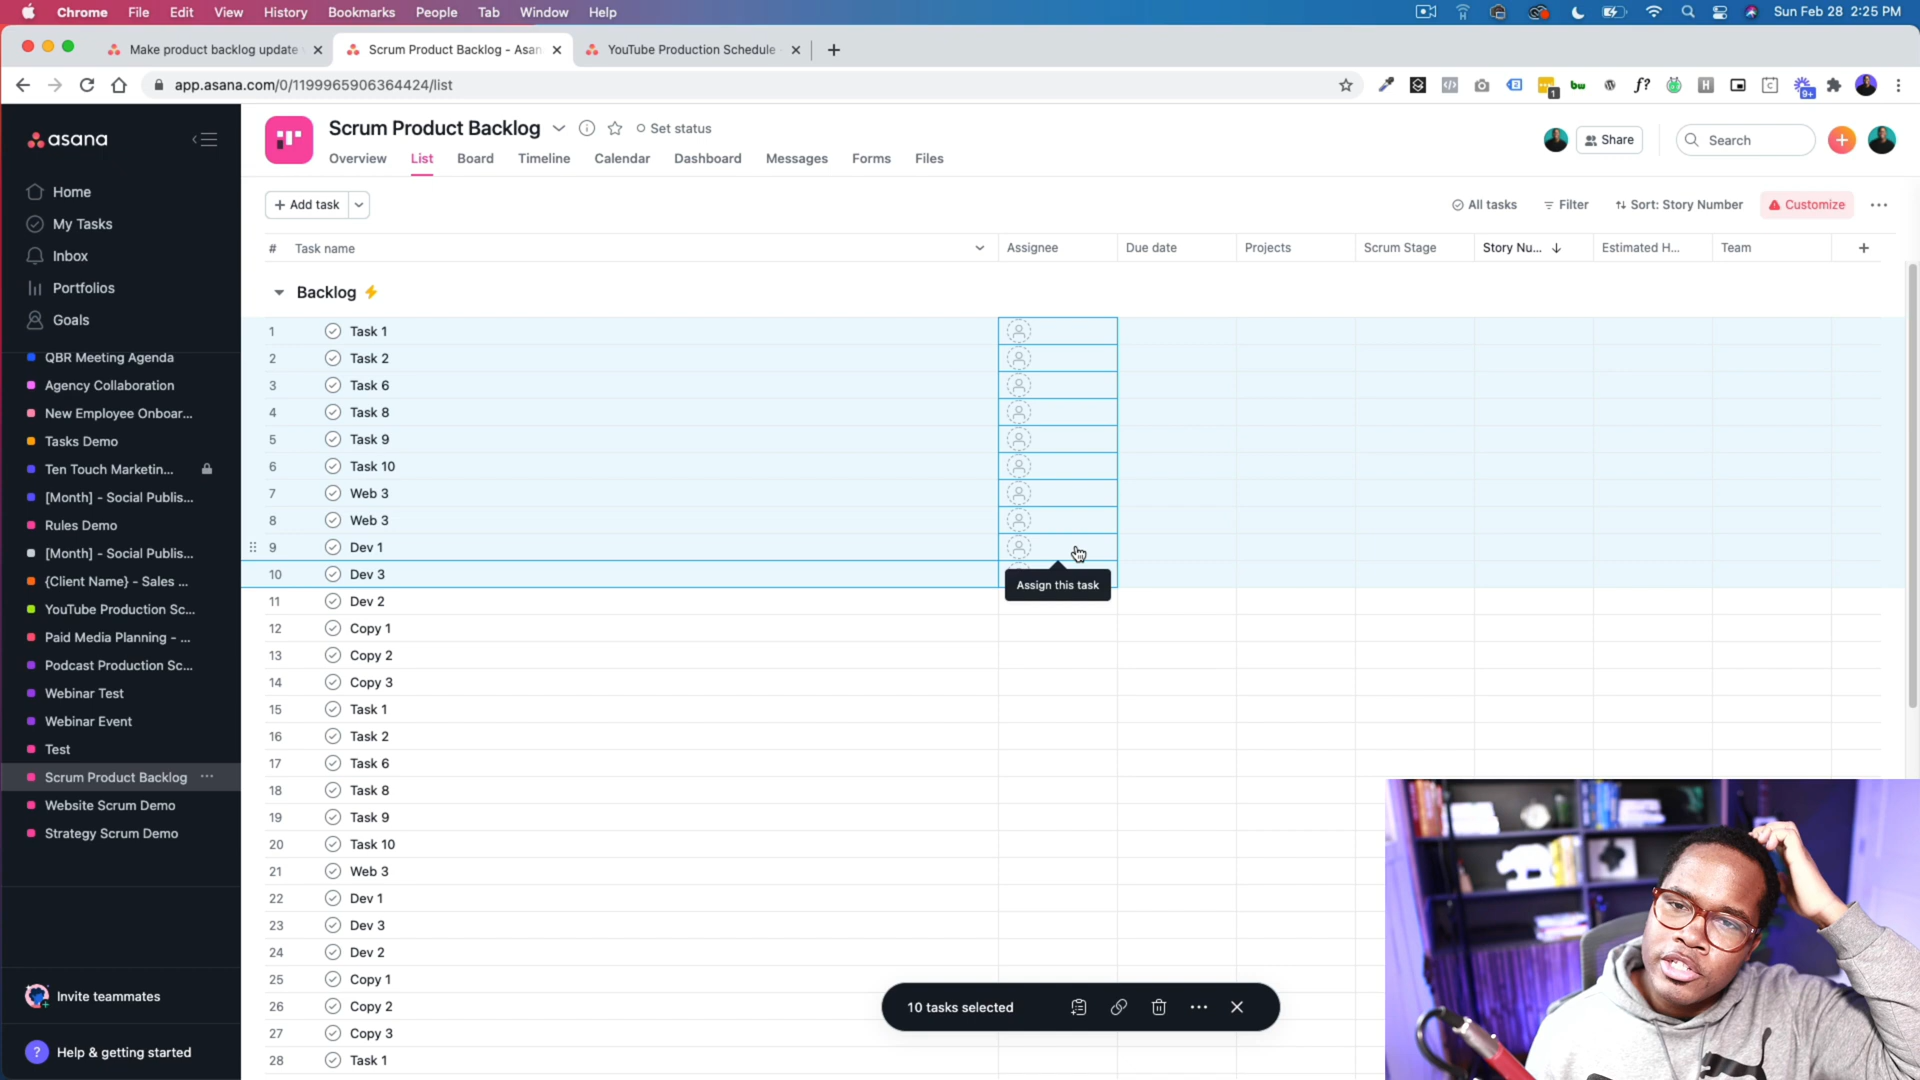 Chrome File Edit View History Bookmarks People Tab Window Help
Sun Feb 28 2:25 PM
Make product backlog update
Scrum Product Backlog - Asan
YouTube Production Schedule
app.asana.com/0/1199965906364424/list
f?
bw
1
9+
asana
Home
My Tasks
Inbox
Portfolios
Goals
QBR Meeting Agenda
Agency Collaboration
New Employee Onboar...
Tasks Demo
Ten Touch Marketin...
[Month] - Social Publis...
Rules Demo
[Month] - Social Publis...
{Client Name} - Sales ...
YouTube Production Sc...
Paid Media Planning - ...
Podcast Production Sc...
Webinar Test
Webinar Event
Test
Scrum Product Backlog ...
Website Scrum Demo
Strategy Scrum Demo
Invite teammates
? Help & getting started
Scrum Product Backlog
Set status
Share
Search
Overview List Board Timeline Calendar Dashboard Messages Forms Files
+ Add task
All tasks
Filter
Sort: Story Number
Customize
# Task name Assignee Due date Projects Scrum Stage Story Nu... Estimated H... Team +
Backlog
1 Task 1
2 Task 2
3 Task 6
4 Task 8
5 Task 9
6 Task 10
7 Web 3
8 Web 3
9 Dev 1
10 Dev 3
Assign this task
11 Dev 2
12 Copy 1
13 Copy 2
14 Copy 3
15 Task 1
16 Task 2
17 Task 6
18 Task 8
19 Task 9
20 Task 10
21 Web 3
22 Dev 1
23 Dev 3
24 Dev 2
25 Copy 1
26 Copy 2
27 Copy 3
28 Task 1
10 tasks selected